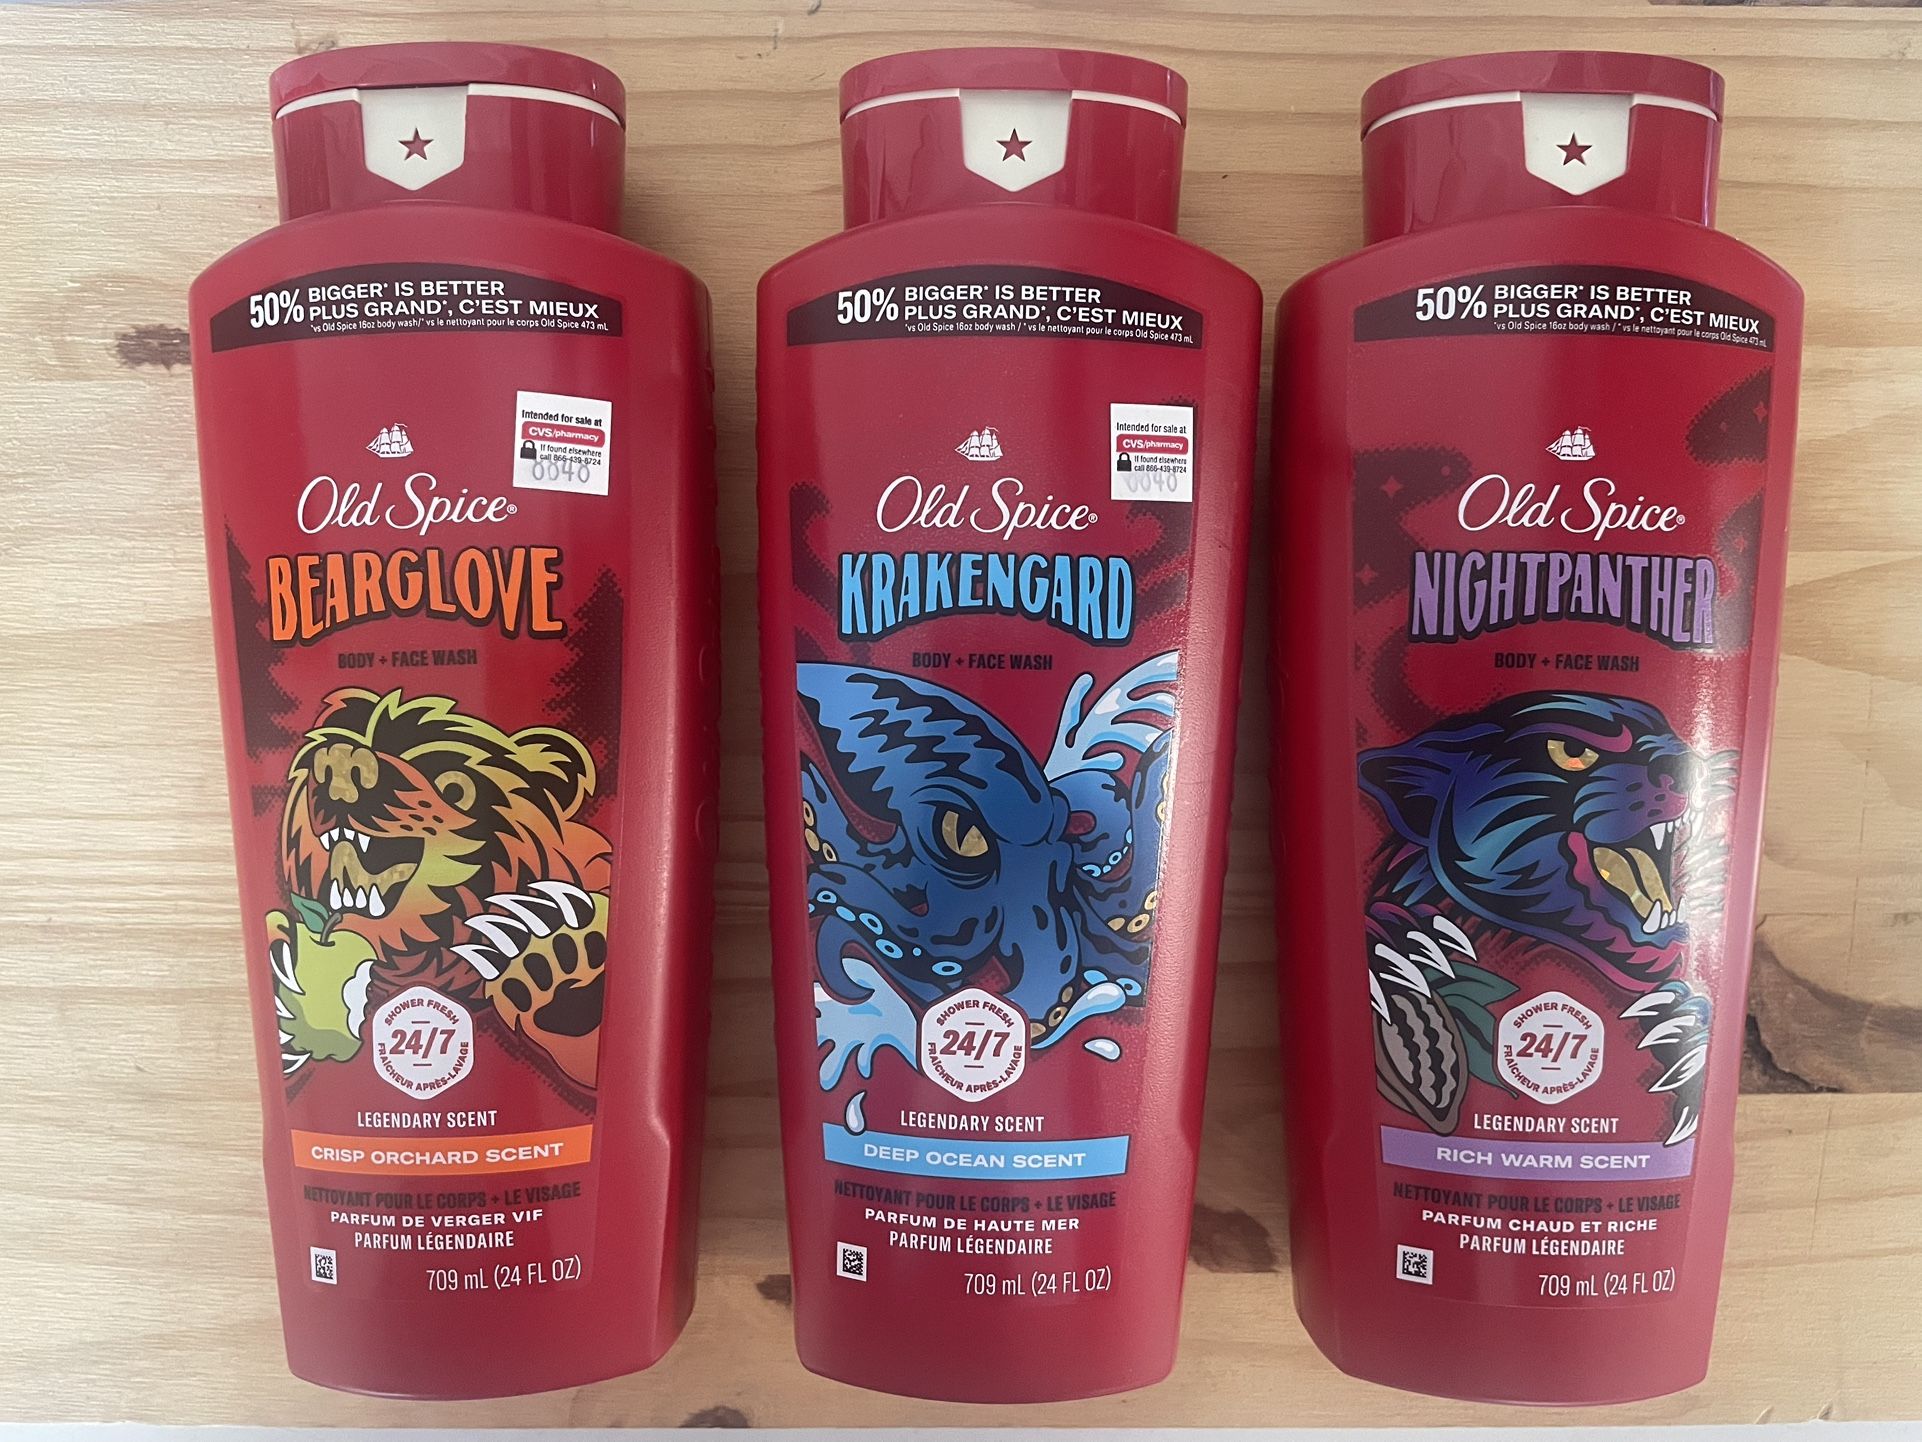 50% BIGGER* IS BETTER
PLUS GRAND*, C'EST MIEUX
*vs Old Spice 16oz body wash/* vs le nettoyant pour le corps Old Spice 473 mL
Intended for sale at
CVS/pharmacy
If found elsewhere
call 866-439-8724
8848
Old Spice®
BEARGLOVE
BODY + FACE WASH
SHOWER FRESH
24/7
FRAÎCHEUR APRÈS-LAVAGE
LEGENDARY SCENT
CRISP ORCHARD SCENT
NETTOYANT POUR LE CORPS + LE VISAGE
PARFUM DE VERGER VIF
PARFUM LÉGENDAIRE
709 mL (24 FL OZ)
50% BIGGER* IS BETTER
PLUS GRAND*, C'EST MIEUX
*vs Old Spice 16oz body wash / *vs le nettoyant pour le corps Old Spice 473 mL
Intended for sale at
CVS/pharmacy
If found elsewhere
call 866-439-8724
8848
Old Spice®
KRAKENGARD
BODY + FACE WASH
SHOWER FRESH
24/7
FRAÎCHEUR APRÈS-LAVAGE
LEGENDARY SCENT
DEEP OCEAN SCENT
NETTOYANT POUR LE CORPS + LE VISAGE
PARFUM DE HAUTE MER
PARFUM LÉGENDAIRE
709 mL (24 FL OZ)
50% BIGGER* IS BETTER
PLUS GRAND*, C'EST MIEUX
*vs Old Spice 16oz body wash / *vs le nettoyant pour le corps Old Spice 473 mL
Old Spice®
NIGHTPANTHER
BODY + FACE WASH
SHOWER FRESH
24/7
FRAÎCHEUR APRÈS-LAVAGE
LEGENDARY SCENT
RICH WARM SCENT
NETTOYANT POUR LE CORPS + LE VISAGE
PARFUM CHAUD ET RICHE
PARFUM LÉGENDAIRE
709 mL (24 FL OZ)